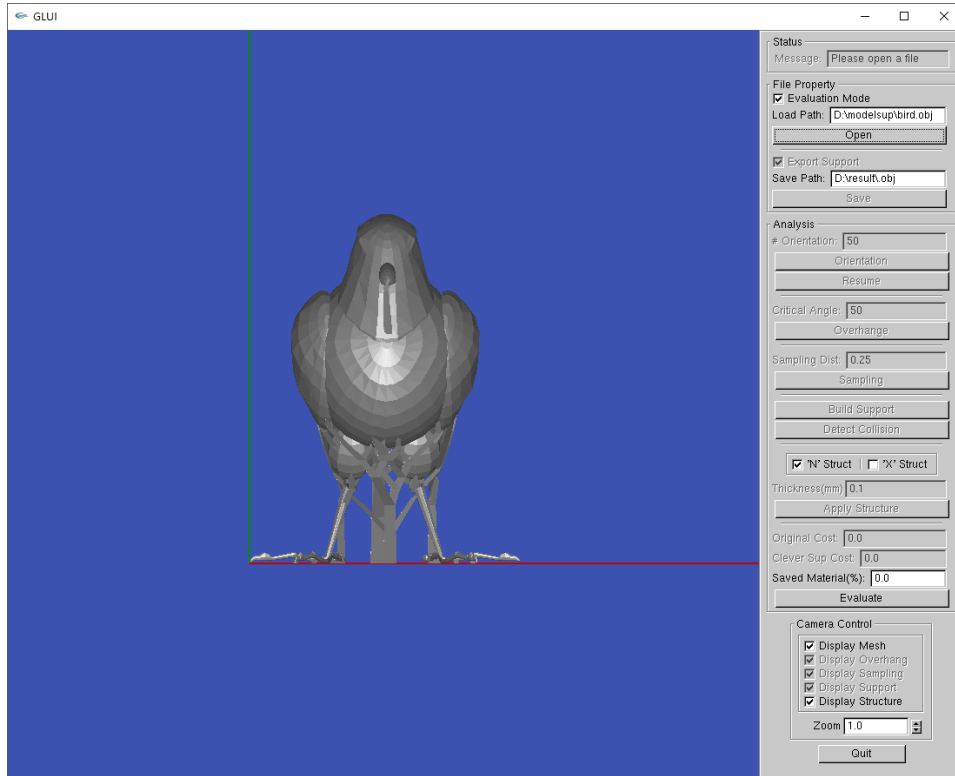 GLUI
Status
Message: Please open a file
File Property
Evaluation Mode
Load Path: D:\modelsup\bird.obj
Open
Export Support
Save Path: D:\result\.obj
Save
Analysis
# Orientation: 50
Orientation
Resume
Critical Angle: 50
Overhange
Sampling Dist: 0.25
Sampling
Build Support
Detect Collision
'N' Struct | 'X' Struct
Thickness(mm) 0.1
Apply Structure
Original Cost: 0.0
Clever Sup Cost: 0.0
Saved Material(%): 0.0
Evaluate
Camera Control
Display Mesh
Display Overhang
Display Sampling
Display Support
Display Structure
Zoom 1.0
Quit